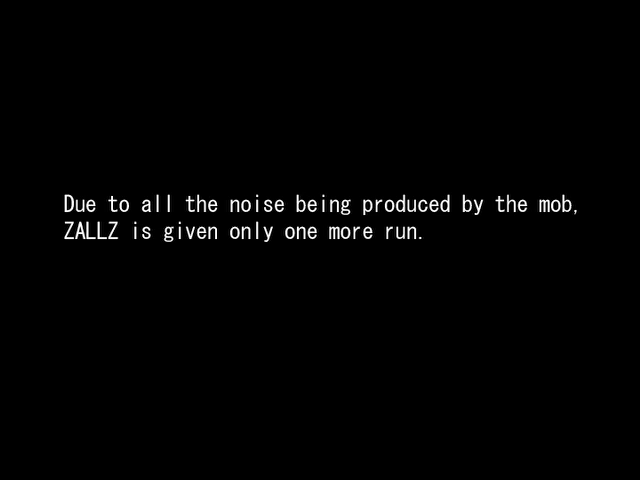 Due to all the noise being produced by the mob,
ZALLZ is given only one more run.